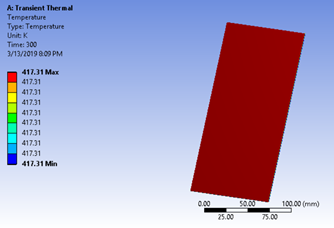 A: Transient Thermal
Temperature
Type: Temperature
Unit: K
Time: 300
3/13/2019 8:09 PM
417.31 Max
417.31
417.31
417.31
417.31
417.31
417.31
417.31
417.31
417.31 Min
0.00 50.00 100.00 (mm)
25.00 75.00